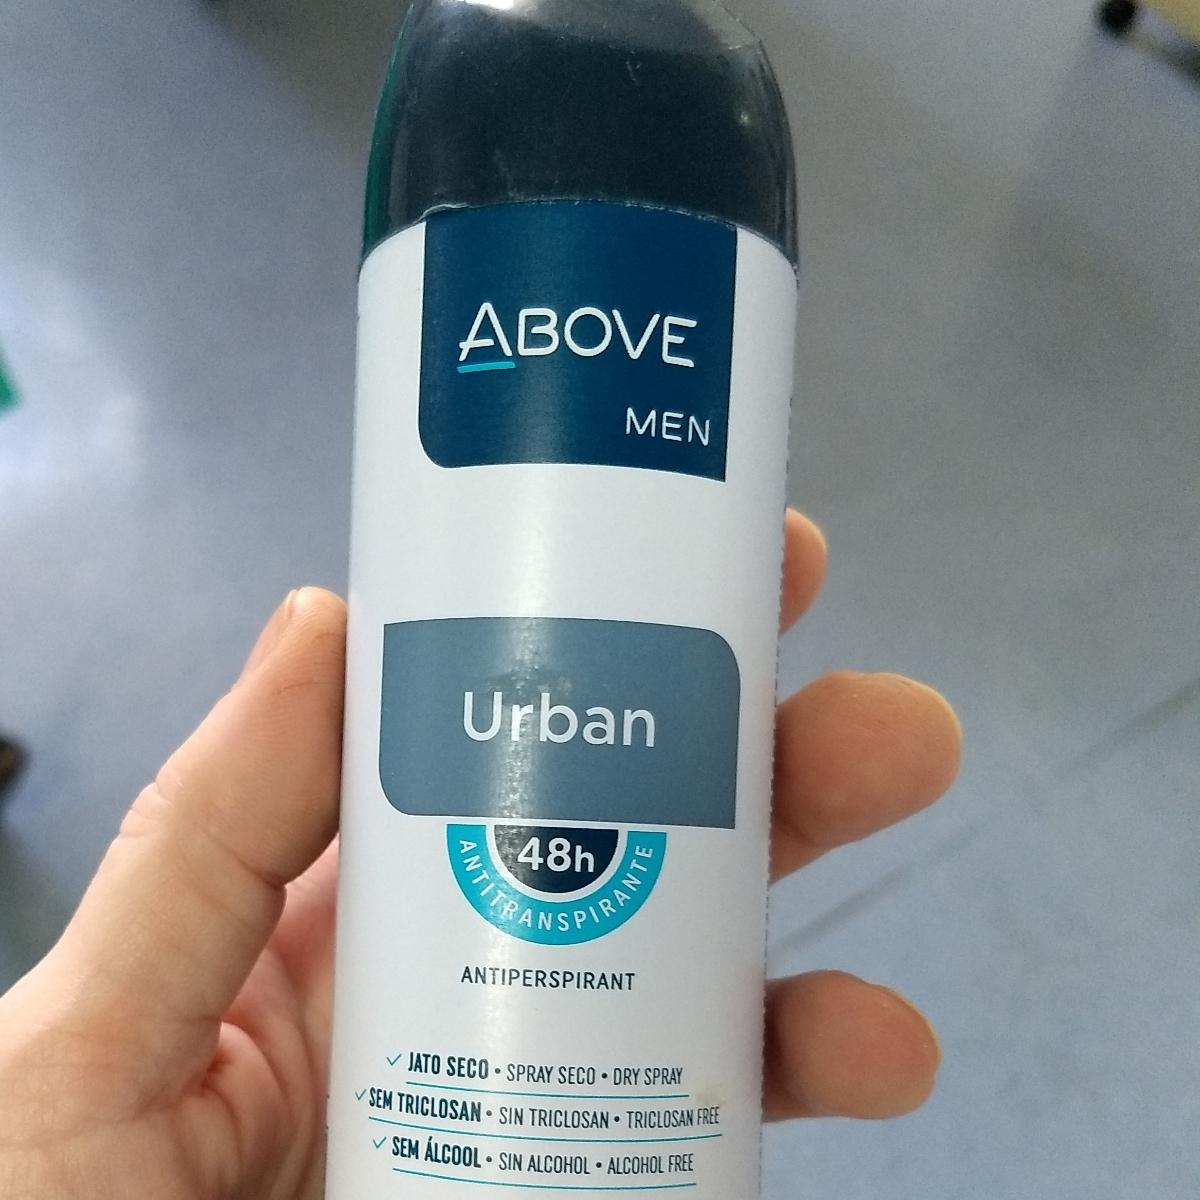 ABOVE
MEN
Urban
48h
ANTITRANSPIRANTE
ANTIPERSPIRANT
JATO SECO • SPRAY SECO • DRY SPRAY
SEM TRICLOSAN • SIN TRICLOSAN • TRICLOSAN FREE
SEM ÁLCOOL • SIN ALCOHOL • ALCOHOL FREE